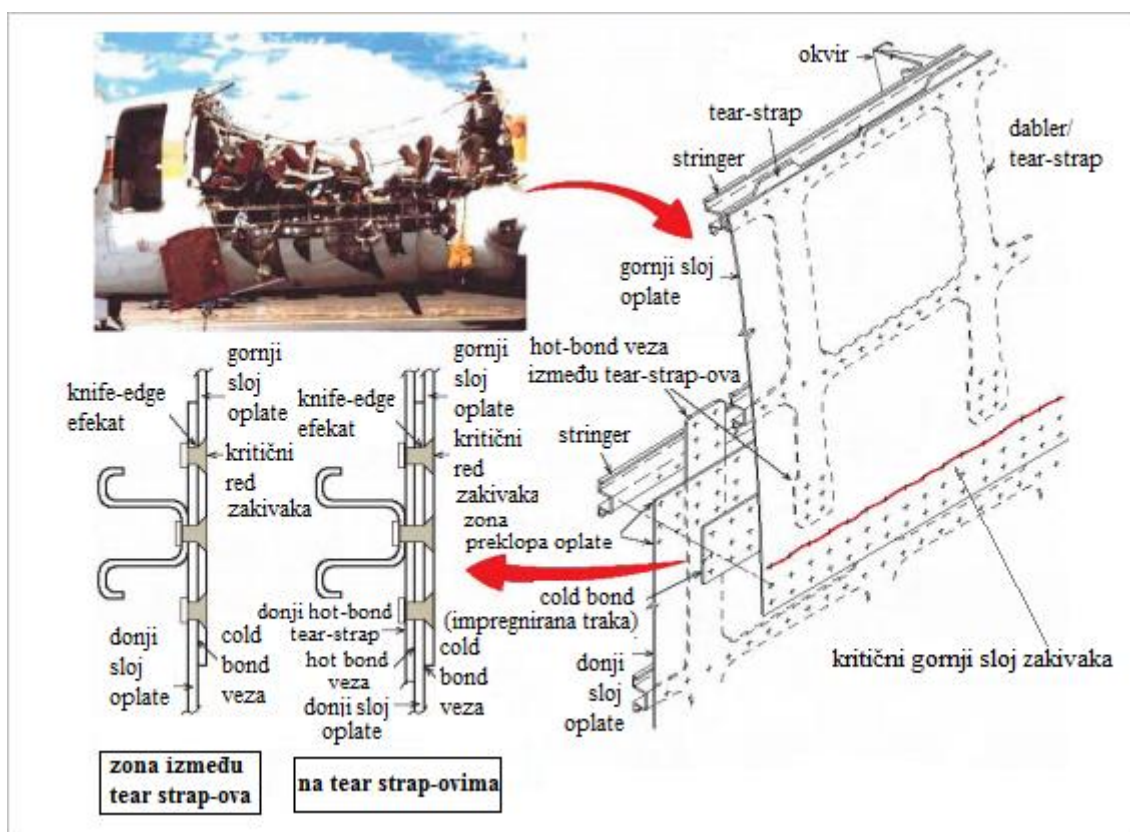 okvir
tear-strap
stringer
dabler/
tear-strap
gornji sloj
oplate
hot-bond veza
između tear-strap-ova
stringer
zona
preklopa oplate
cold bond
(impregnirana traka)
donji
sloj
oplate
kritični gornji sloj zakivaka
gornji
sloj
oplate
knife-edge
efekat
kritični
red
zakivaka
donji
sloj
oplate
cold
bond
veza
zona između
tear strap-ova
gornji
sloj
oplate
knife-edge
efekat
kritični
red
zakivaka
donji hot-bond
tear-strap
hot bond
veza
donji sloj
oplate
cold
bond
veza
na tear strap-ovima